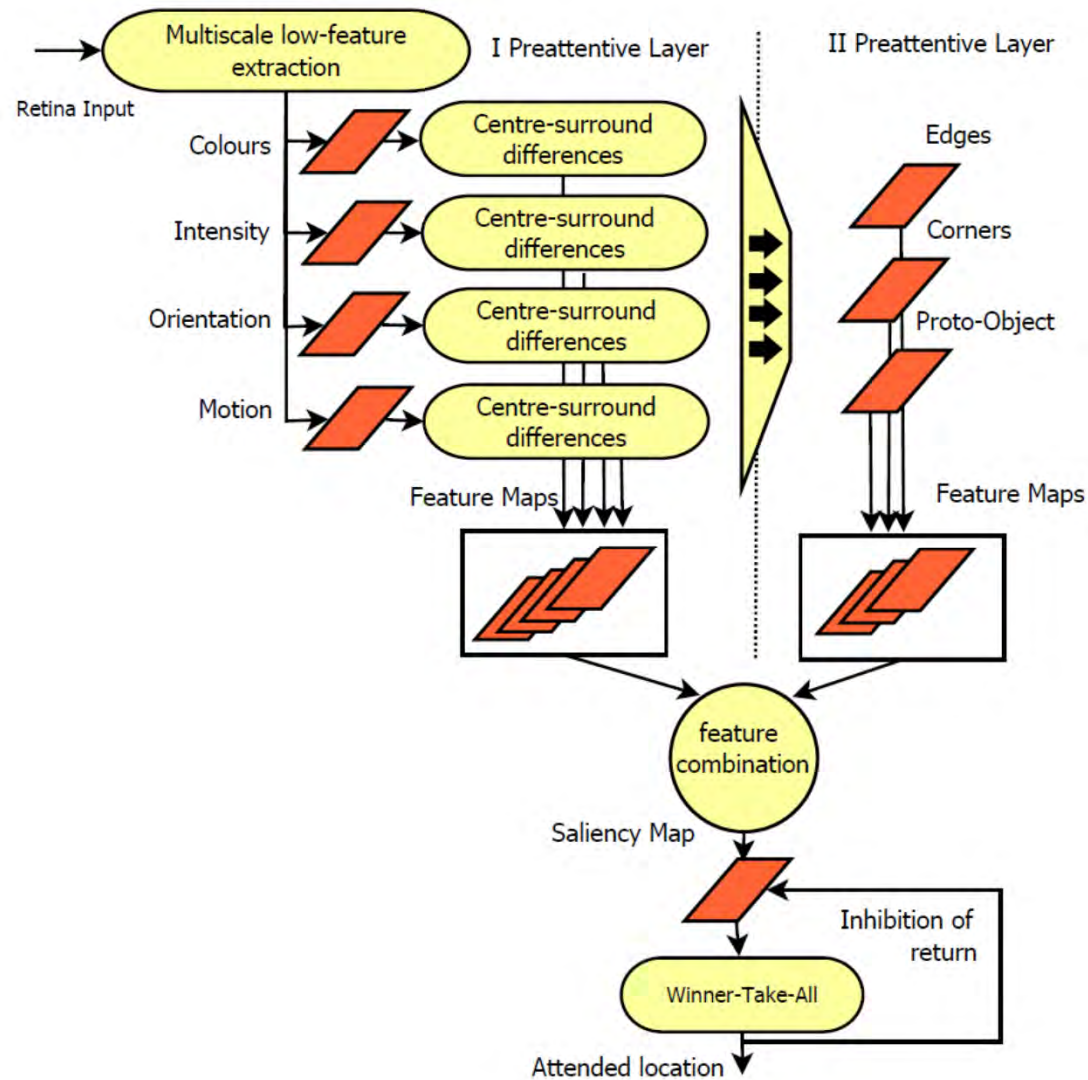 Multiscale low-feature
extraction
I Preattentive Layer
II Preattentive Layer
Retina Input
Colours
Centre-surround
differences
Edges
Intensity
Centre-surround
differences
Corners
Orientation
Centre-surround
differences
Proto-Object
Motion
Centre-surround
differences
Feature Maps
Feature Maps
feature
combination
Saliency Map
Inhibition of
return
Winner-Take-All
Attended location